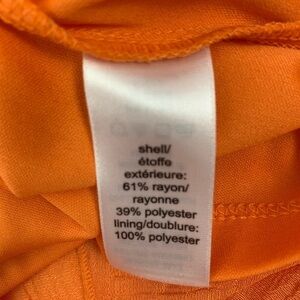 shell/
étoffe
extérieure:
61% rayon/
rayonne
39% polyester
lining/doublure:
100% polyester